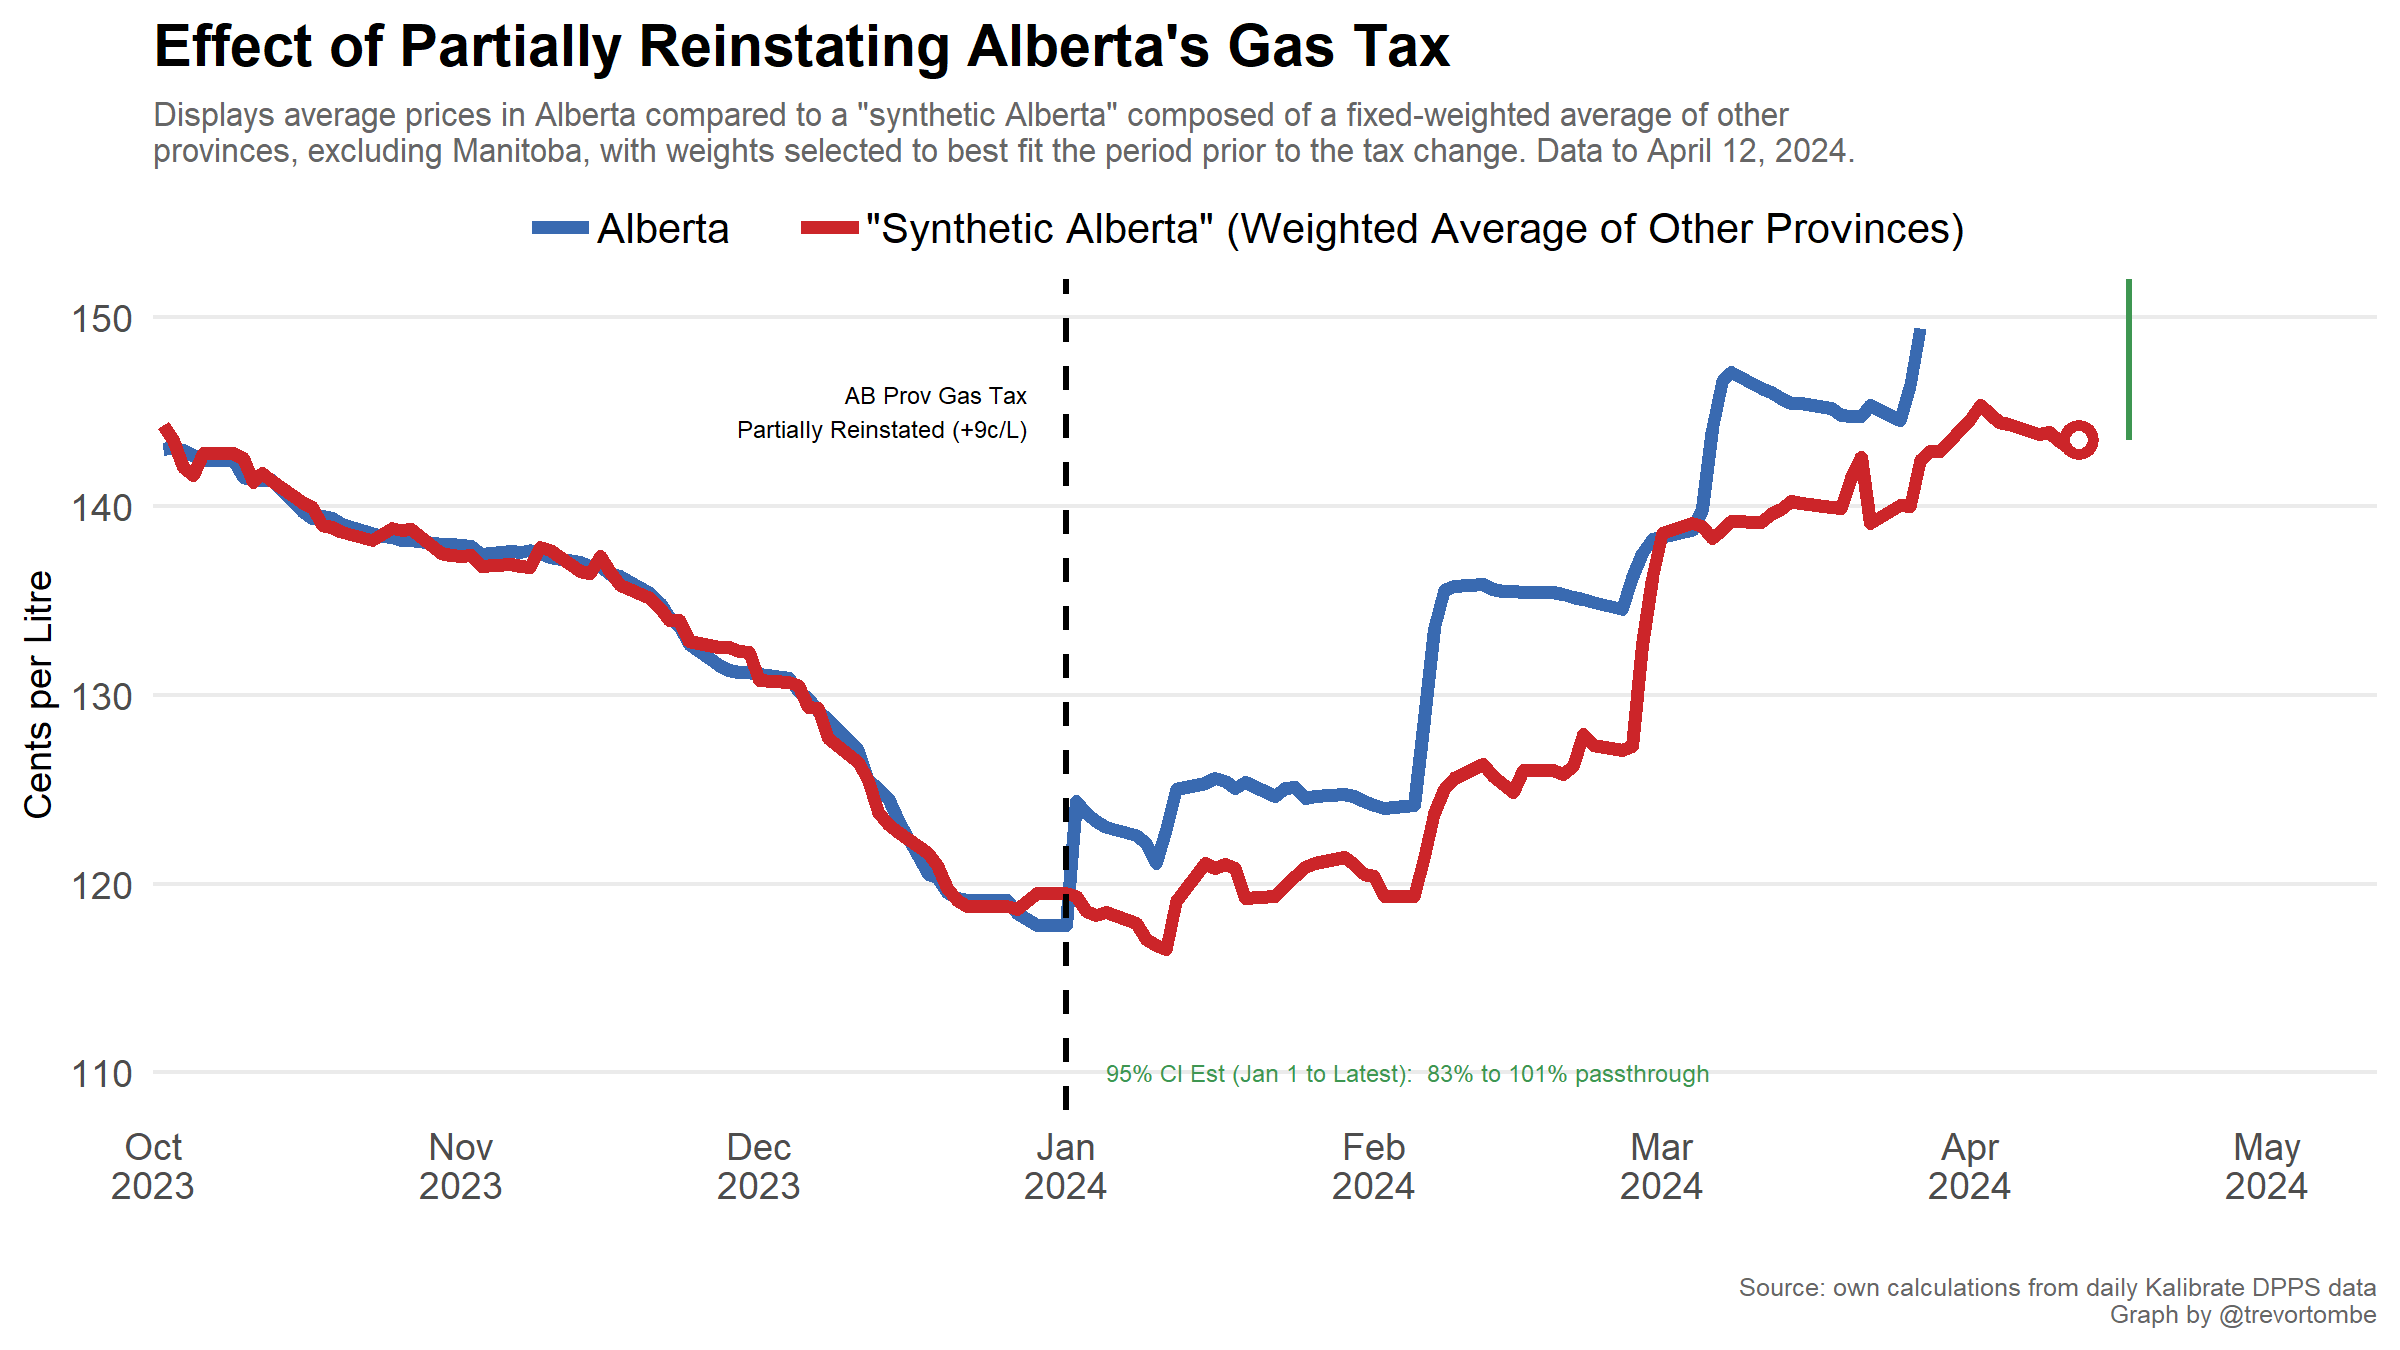 Effect of Partially Reinstating Alberta's Gas Tax
Displays average prices in Alberta compared to a "synthetic Alberta" composed of a fixed-weighted average of other
provinces, excluding Manitoba, with weights selected to best fit the period prior to the tax change. Data to April 12, 2024.
Alberta
"Synthetic Alberta" (Weighted Average of Other Provinces)
Cents per Litre
150
140
130
120
110
AB Prov Gas Tax
Partially Reinstated (+9c/L)
95% CI Est (Jan 1 to Latest):  83% to 101% passthrough
Oct
2023
Nov
2023
Dec
2023
Jan
2024
Feb
2024
Mar
2024
Apr
2024
May
2024
Source: own calculations from daily Kalibrate DPPS data
Graph by @trevortombe